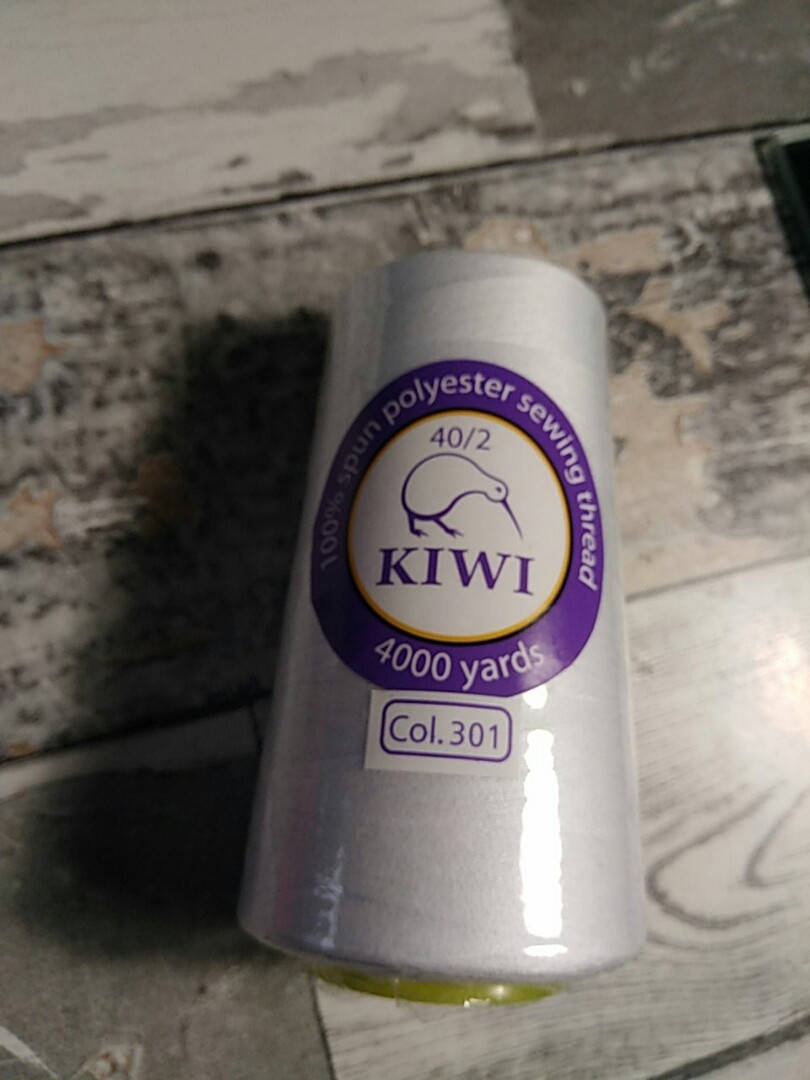 100% spun polyester sewing thread
40/2
KIWI
4000 yards
Col.301